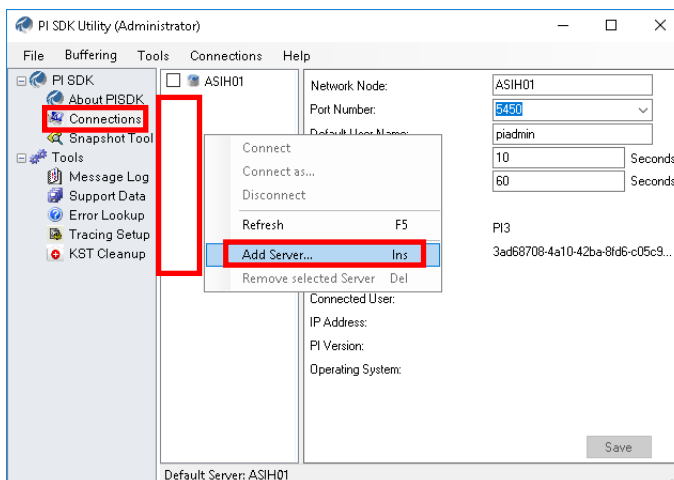 PI SDK Utility (Administrator)
File Buffering Tools Connections Help
PI SDK
About PISDK
Connections
Snapshot Tool
Tools
Message Log
Support Data
Error Lookup
Tracing Setup
KST Cleanup
ASIH01
Connect
Connect as...
Disconnect
Refresh F5
Add Server... Ins
Remove selected Server Del
Network Node: ASIH01
Port Number: 5450
Default User Name: piadmin
10 Seconds
60 Seconds
PI3
3ad68708-4a10-42ba-8fd6-c05c9...
Connected User:
IP Address:
PI Version:
Operating System:
Save
Default Server: ASIH01